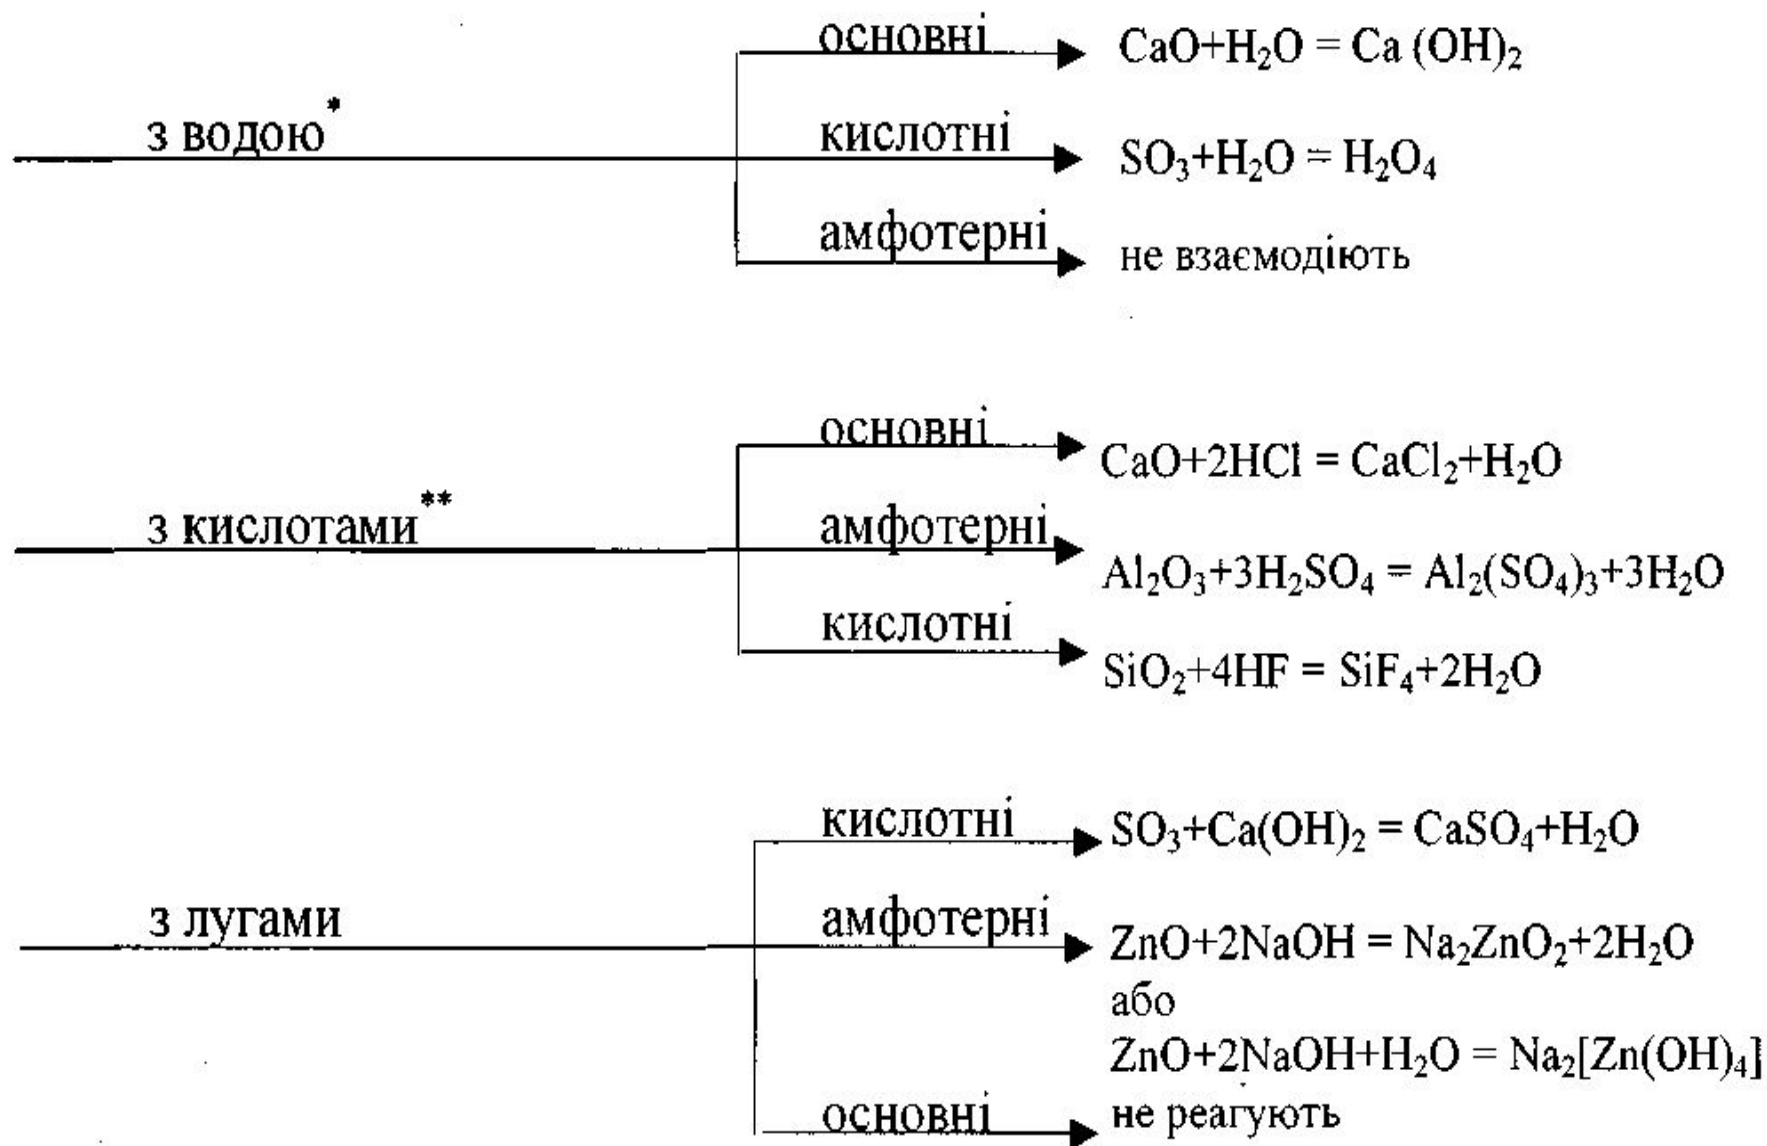 основні
CaO+H₂O = Ca (OH)₂
з водою*
кислотні
SO₃+H₂O = H₂O₄
амфотерні
не взаємодіють
основні
CaO+2HCl = CaCl₂+H₂O
з кислотами**
амфотерні
Al₂O₃+3H₂SO₄ = Al₂(SO₄)₃+3H₂O
кислотні
SiO₂+4HF = SiF₄+2H₂O
кислотні
SO₃+Ca(OH)₂ = CaSO₄+H₂O
з лугами
амфотерні
ZnO+2NaOH = Na₂ZnO₂+2H₂O
або
ZnO+2NaOH+H₂O = Na₂[Zn(OH)₄]
основні
не реагують